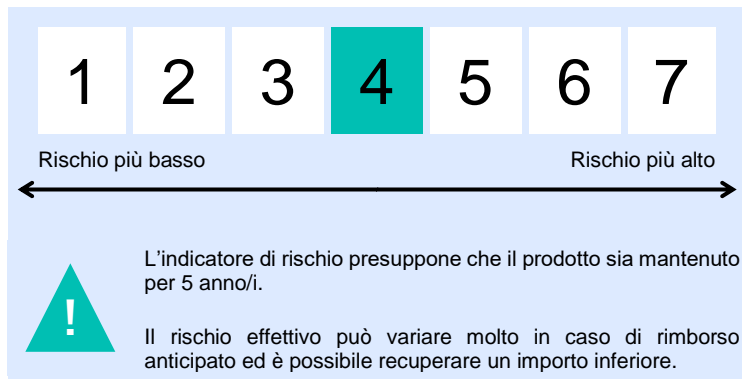 1 2 3 4 5 6 7
Rischio più basso Rischio più alto
L'indicatore di rischio presuppone che il prodotto sia mantenuto
per 5 anno/i.
!
Il rischio effettivo può variare molto in caso di rimborso
anticipato ed è possibile recuperare un importo inferiore.